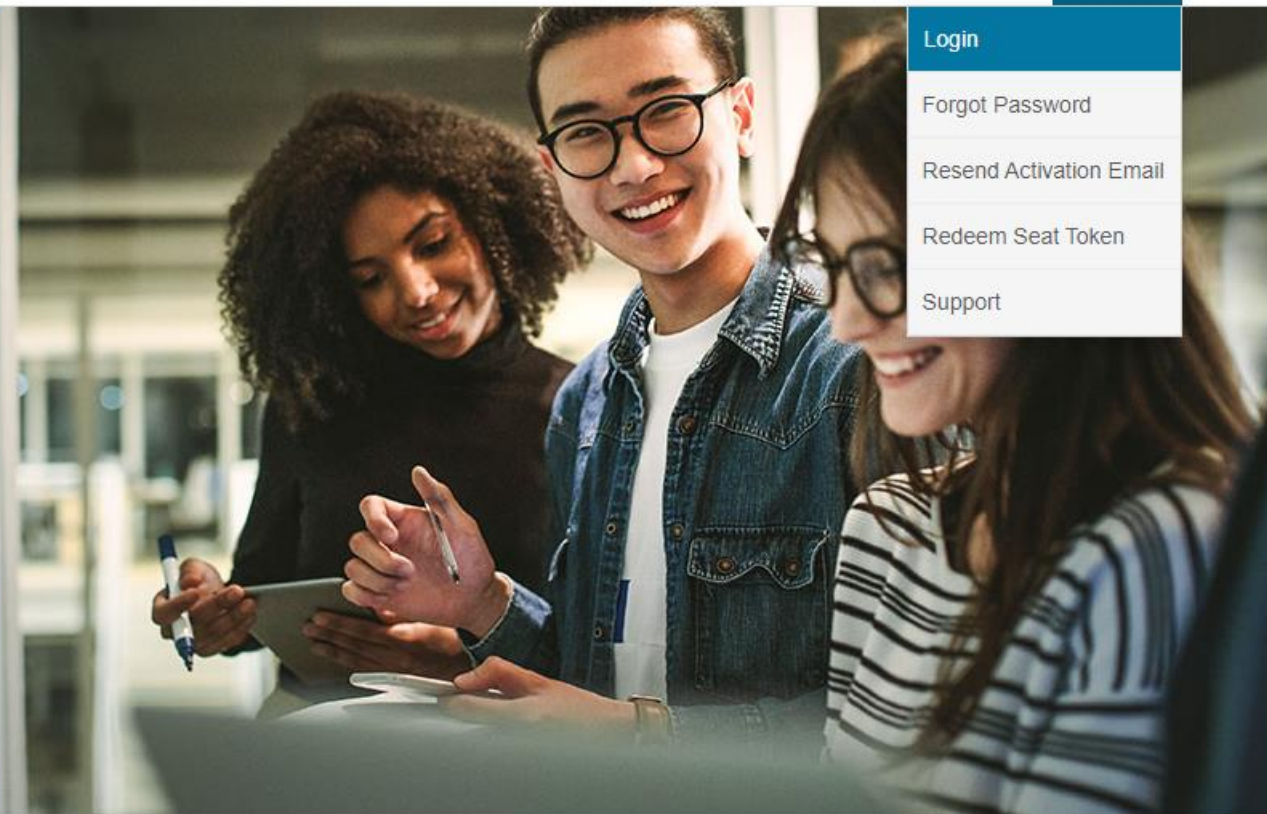 Login
Forgot Password
Resend Activation Email
Redeem Seat Token
Support